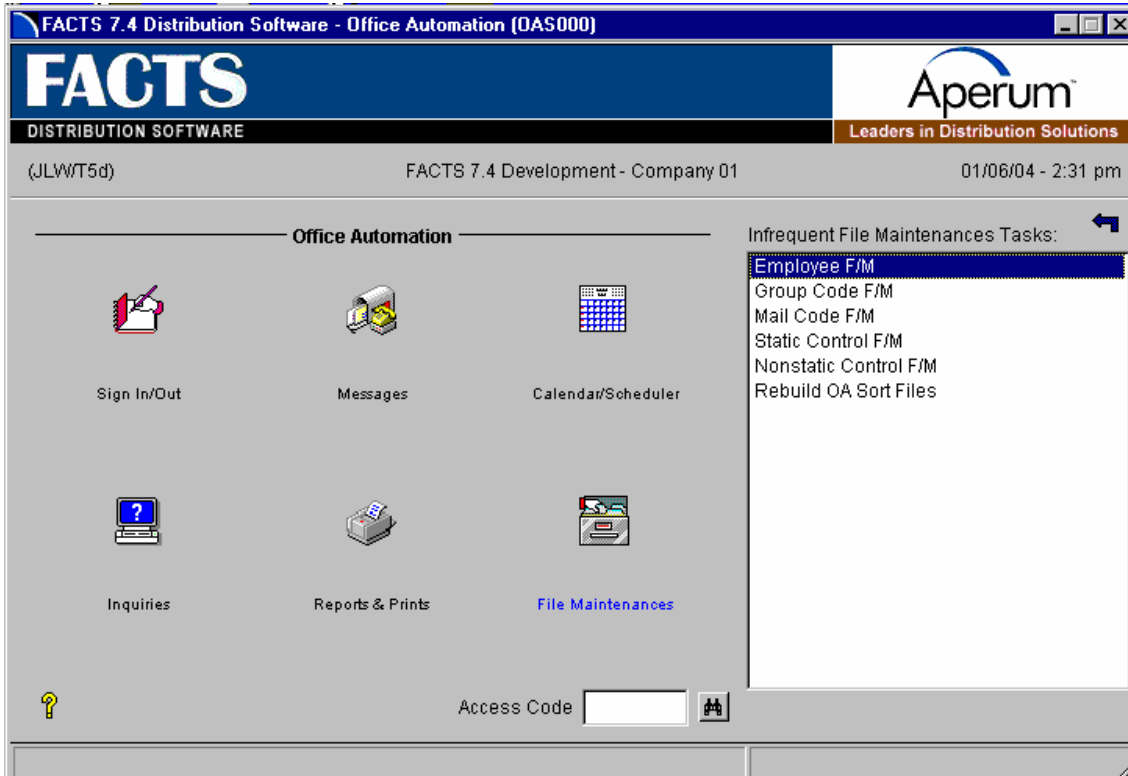 FACTS 7.4 Distribution Software - Office Automation (OAS000)
FACTS
DISTRIBUTION SOFTWARE
Aperum™
Leaders in Distribution Solutions
(JLW/T5d)
FACTS 7.4 Development - Company 01
01/06/04 - 2:31 pm
Office Automation
Sign In/Out
Messages
Calendar/Scheduler
?
Inquiries
Reports & Prints
File Maintenances
Infrequent File Maintenances Tasks:
Employee F/M
Group Code F/M
Mail Code F/M
Static Control F/M
Nonstatic Control F/M
Rebuild OA Sort Files
?
Access Code